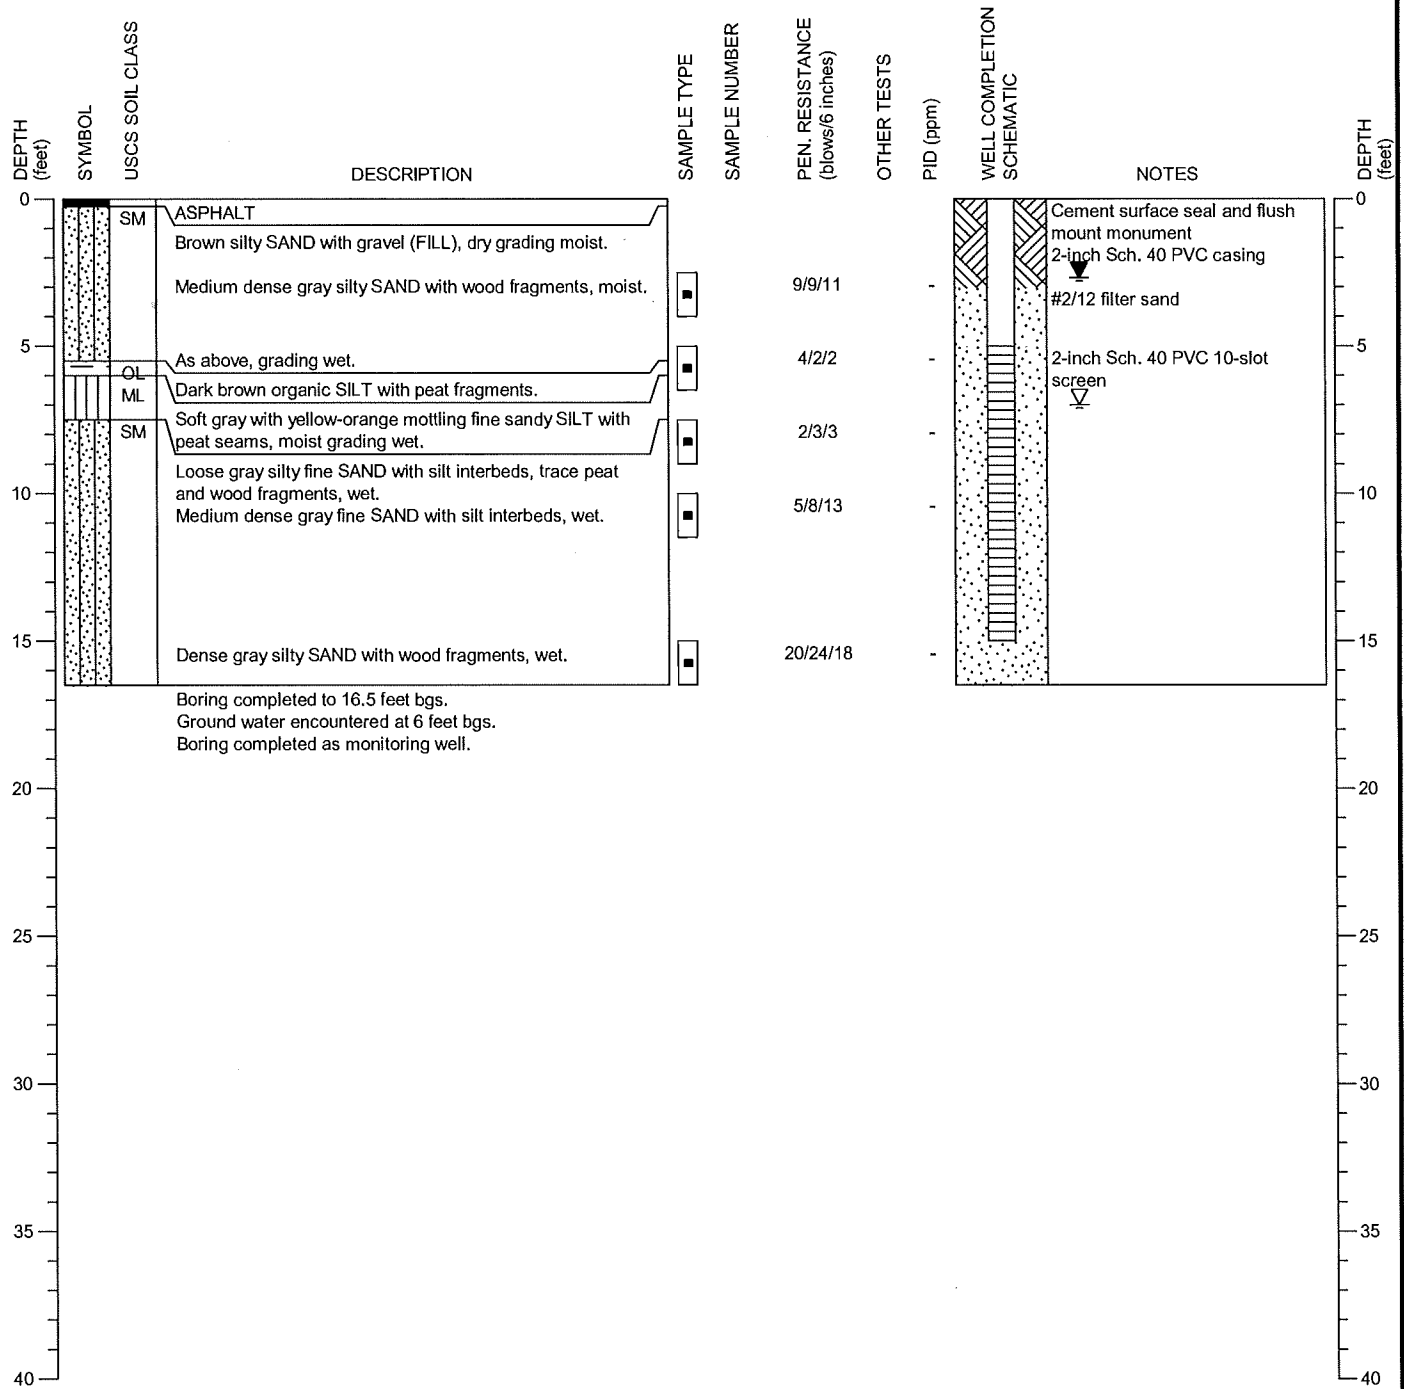 DEPTH
(feet)
SYMBOL
USCS SOIL CLASS
DESCRIPTION
SAMPLE TYPE
SAMPLE NUMBER
PEN. RESISTANCE
(blows/6 inches)
OTHER TESTS
PID (ppm)
WELL COMPLETION
SCHEMATIC
NOTES
DEPTH
(feet)
0
SM
ASPHALT
Brown silty SAND with gravel (FILL), dry grading moist.
Cement surface seal and flush
mount monument
2-inch Sch. 40 PVC casing
0
Medium dense gray silty SAND with wood fragments, moist.
9/9/11
-
#2/12 filter sand
5
As above, grading wet.
4/2/2
-
2-inch Sch. 40 PVC 10-slot
screen
5
OL
Dark brown organic SILT with peat fragments.
ML
Soft gray with yellow-orange mottling fine sandy SILT with
peat seams, moist grading wet.
SM
2/3/3
-
Loose gray silty fine SAND with silt interbeds, trace peat
and wood fragments, wet.
10
Medium dense gray fine SAND with silt interbeds, wet.
5/8/13
-
10
15
Dense gray silty SAND with wood fragments, wet.
20/24/18
-
15
Boring completed to 16.5 feet bgs.
Ground water encountered at 6 feet bgs.
Boring completed as monitoring well.
20
20
25
25
30
30
35
35
40
40